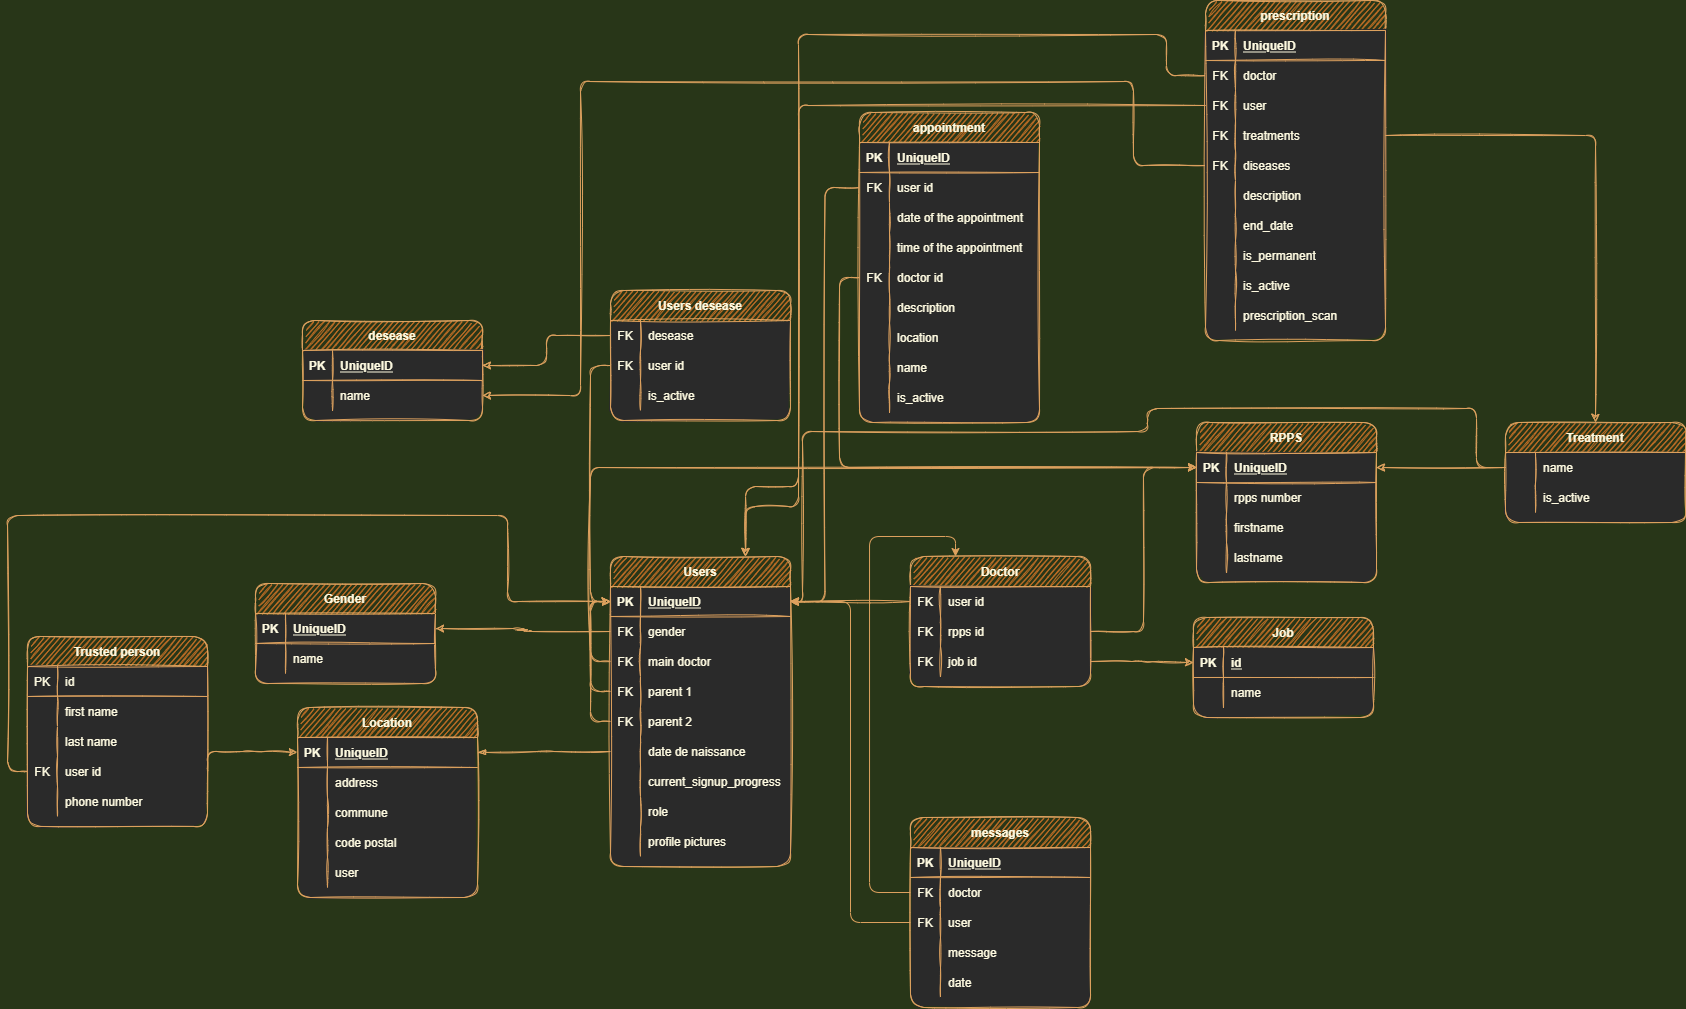 prescription
PK UniqueID
FK doctor
FK user
FK treatments
FK diseases
description
end_date
is_permanent
is_active
prescription_scan
appointment
PK UniqueID
FK user id
date of the appointment
time of the appointment
FK doctor id
description
location
name
is_active
Users desease
FK desease
FK user id
is_active
desease
PK UniqueID
name
RPPS
PK UniqueID
rpps number
firstname
lastname
Treatment
name
is_active
Users
PK UniqueID
FK gender
FK main doctor
FK parent 1
FK parent 2
date de naissance
current_signup_progress
role
profile pictures
Doctor
FK user id
FK rpps id
FK job id
Gender
PK UniqueID
name
Job
PK id
name
Trusted person
PK id
first name
last name
FK user id
phone number
Location
PK UniqueID
address
commune
code postal
user
messages
PK UniqueID
FK doctor
FK user
message
date